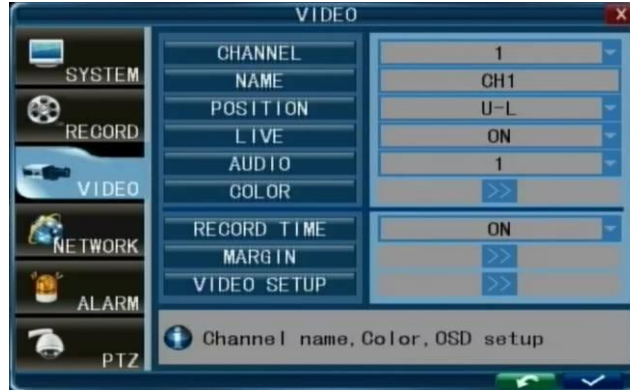 VIDEO
X
SYSTEM
RECORD
VIDEO
NETWORK
ALARM
PTZ
CHANNEL 1
NAME CH1
POSITION U-L
LIVE ON
AUDIO 1
COLOR >>
RECORD TIME ON
MARGIN >>
VIDEO SETUP >>
Channel name,Color,OSD setup